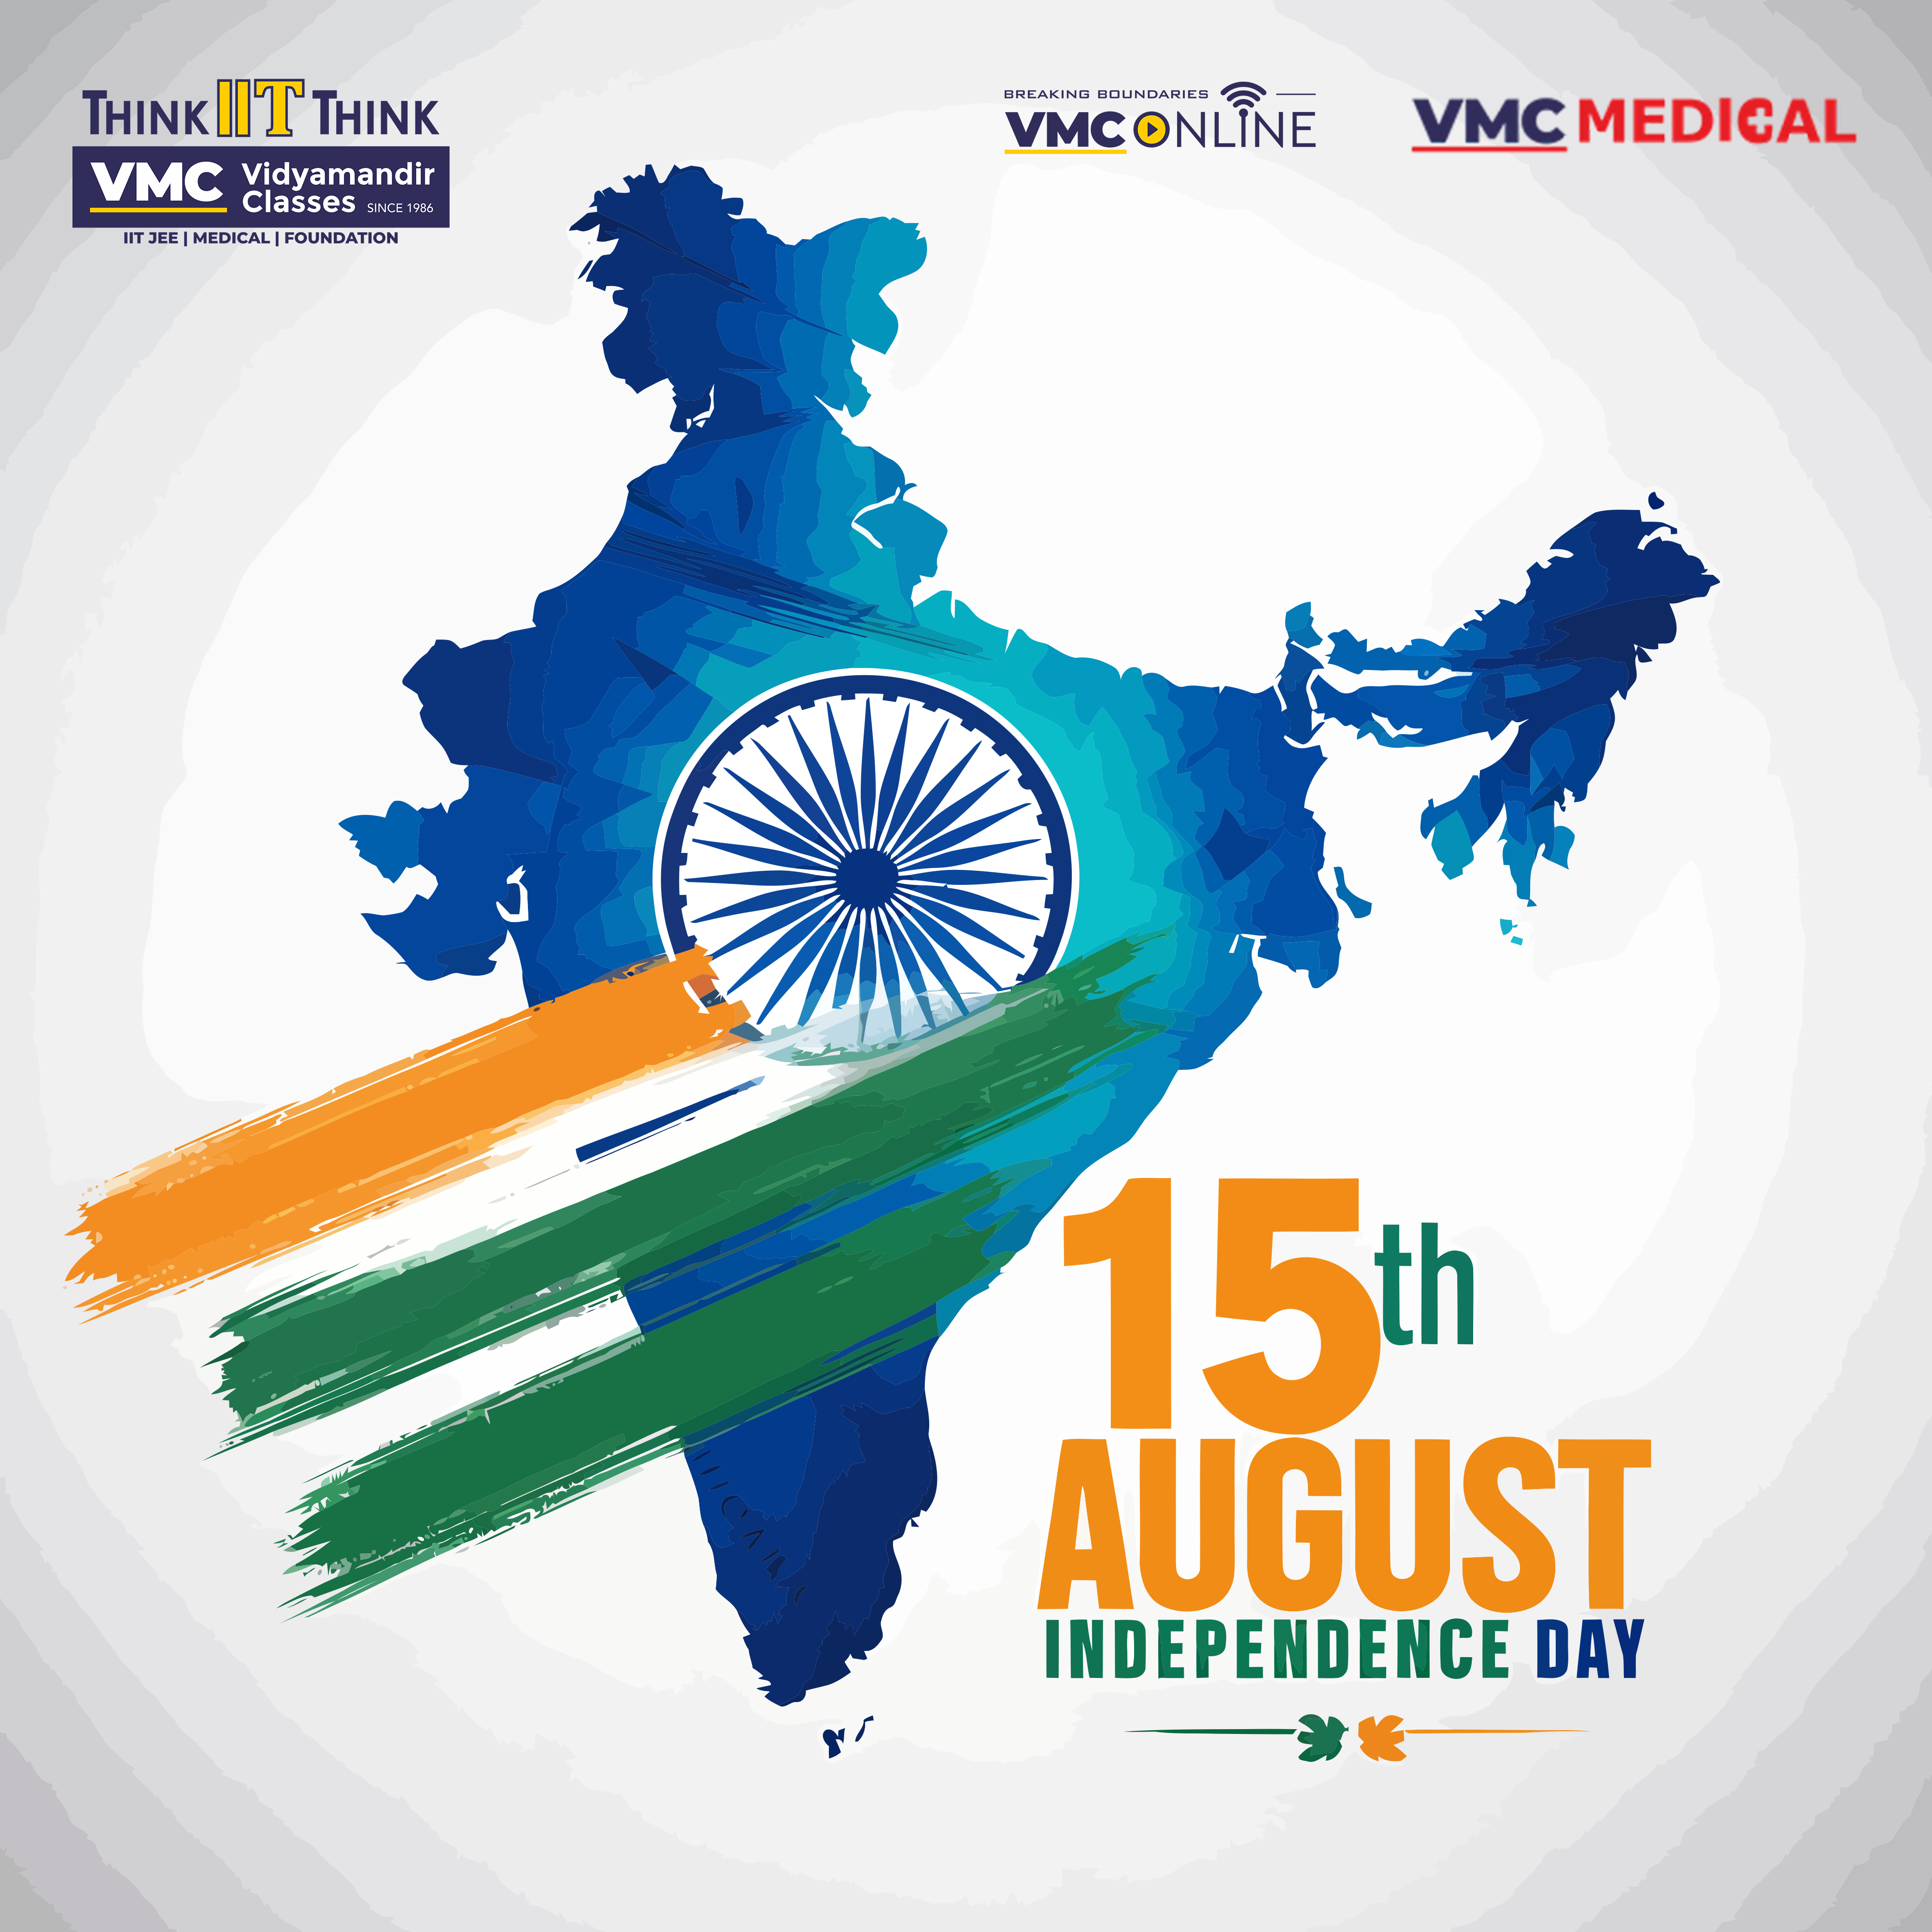 THINK IIT THINK
VMC Vidyamandir Classes SINCE 1986
IIT JEE | MEDICAL | FOUNDATION
BREAKING BOUNDARIES
VMC ONLINE
VMC MEDICAL
15th
AUGUST
INDEPENDENCE DAY